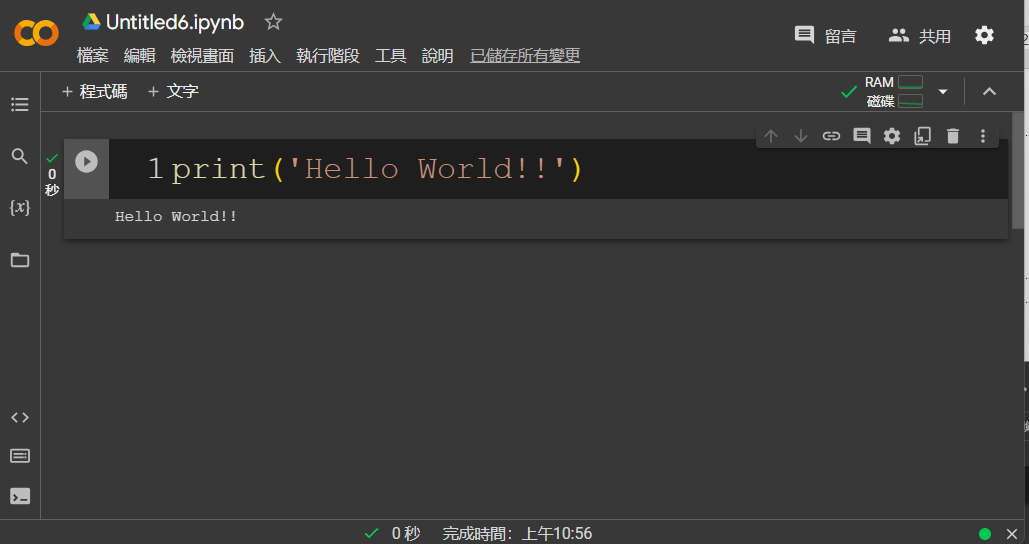 Untitled6.ipynb
檔案 編輯 檢視畫面 插入 執行階段 工具 說明 已儲存所有變更
留言 共用
+ 程式碼 + 文字
RAM
磁碟
0
秒
{x}
1 print('Hello World!!')
Hello World!!
0 秒 完成時間: 上午10:56